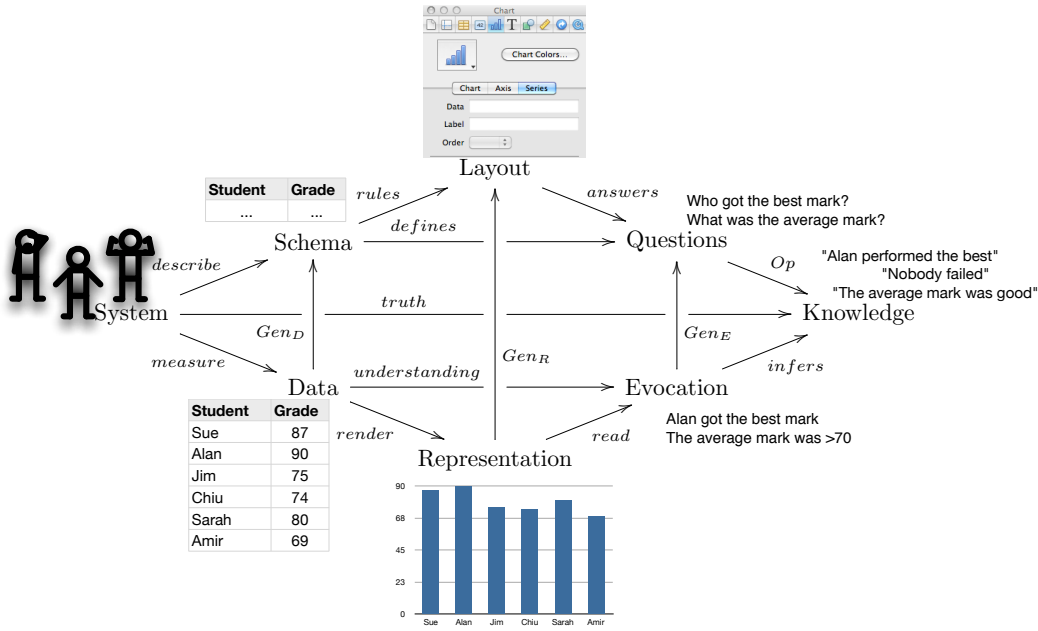 Chart
42
T
Chart Colors...
Chart Axis Series
Data
Label
Order
Layout
Student Grade
... ...
rules
answers
Who got the best mark?
What was the average mark?
Schema
defines
Questions
describe
Op
"Alan performed the best"
"Nobody failed"
"The average mark was good"
System
truth
Knowledge
Gen_D
Gen_R
Gen_E
measure
understanding
infers
Data
Evocation
Student Grade
Sue 87
Alan 90
Jim 75
Chiu 74
Sarah 80
Amir 69
render
read
Alan got the best mark
The average mark was >70
Representation
90
68
45
23
0
Sue Alan Jim Chiu Sarah Amir